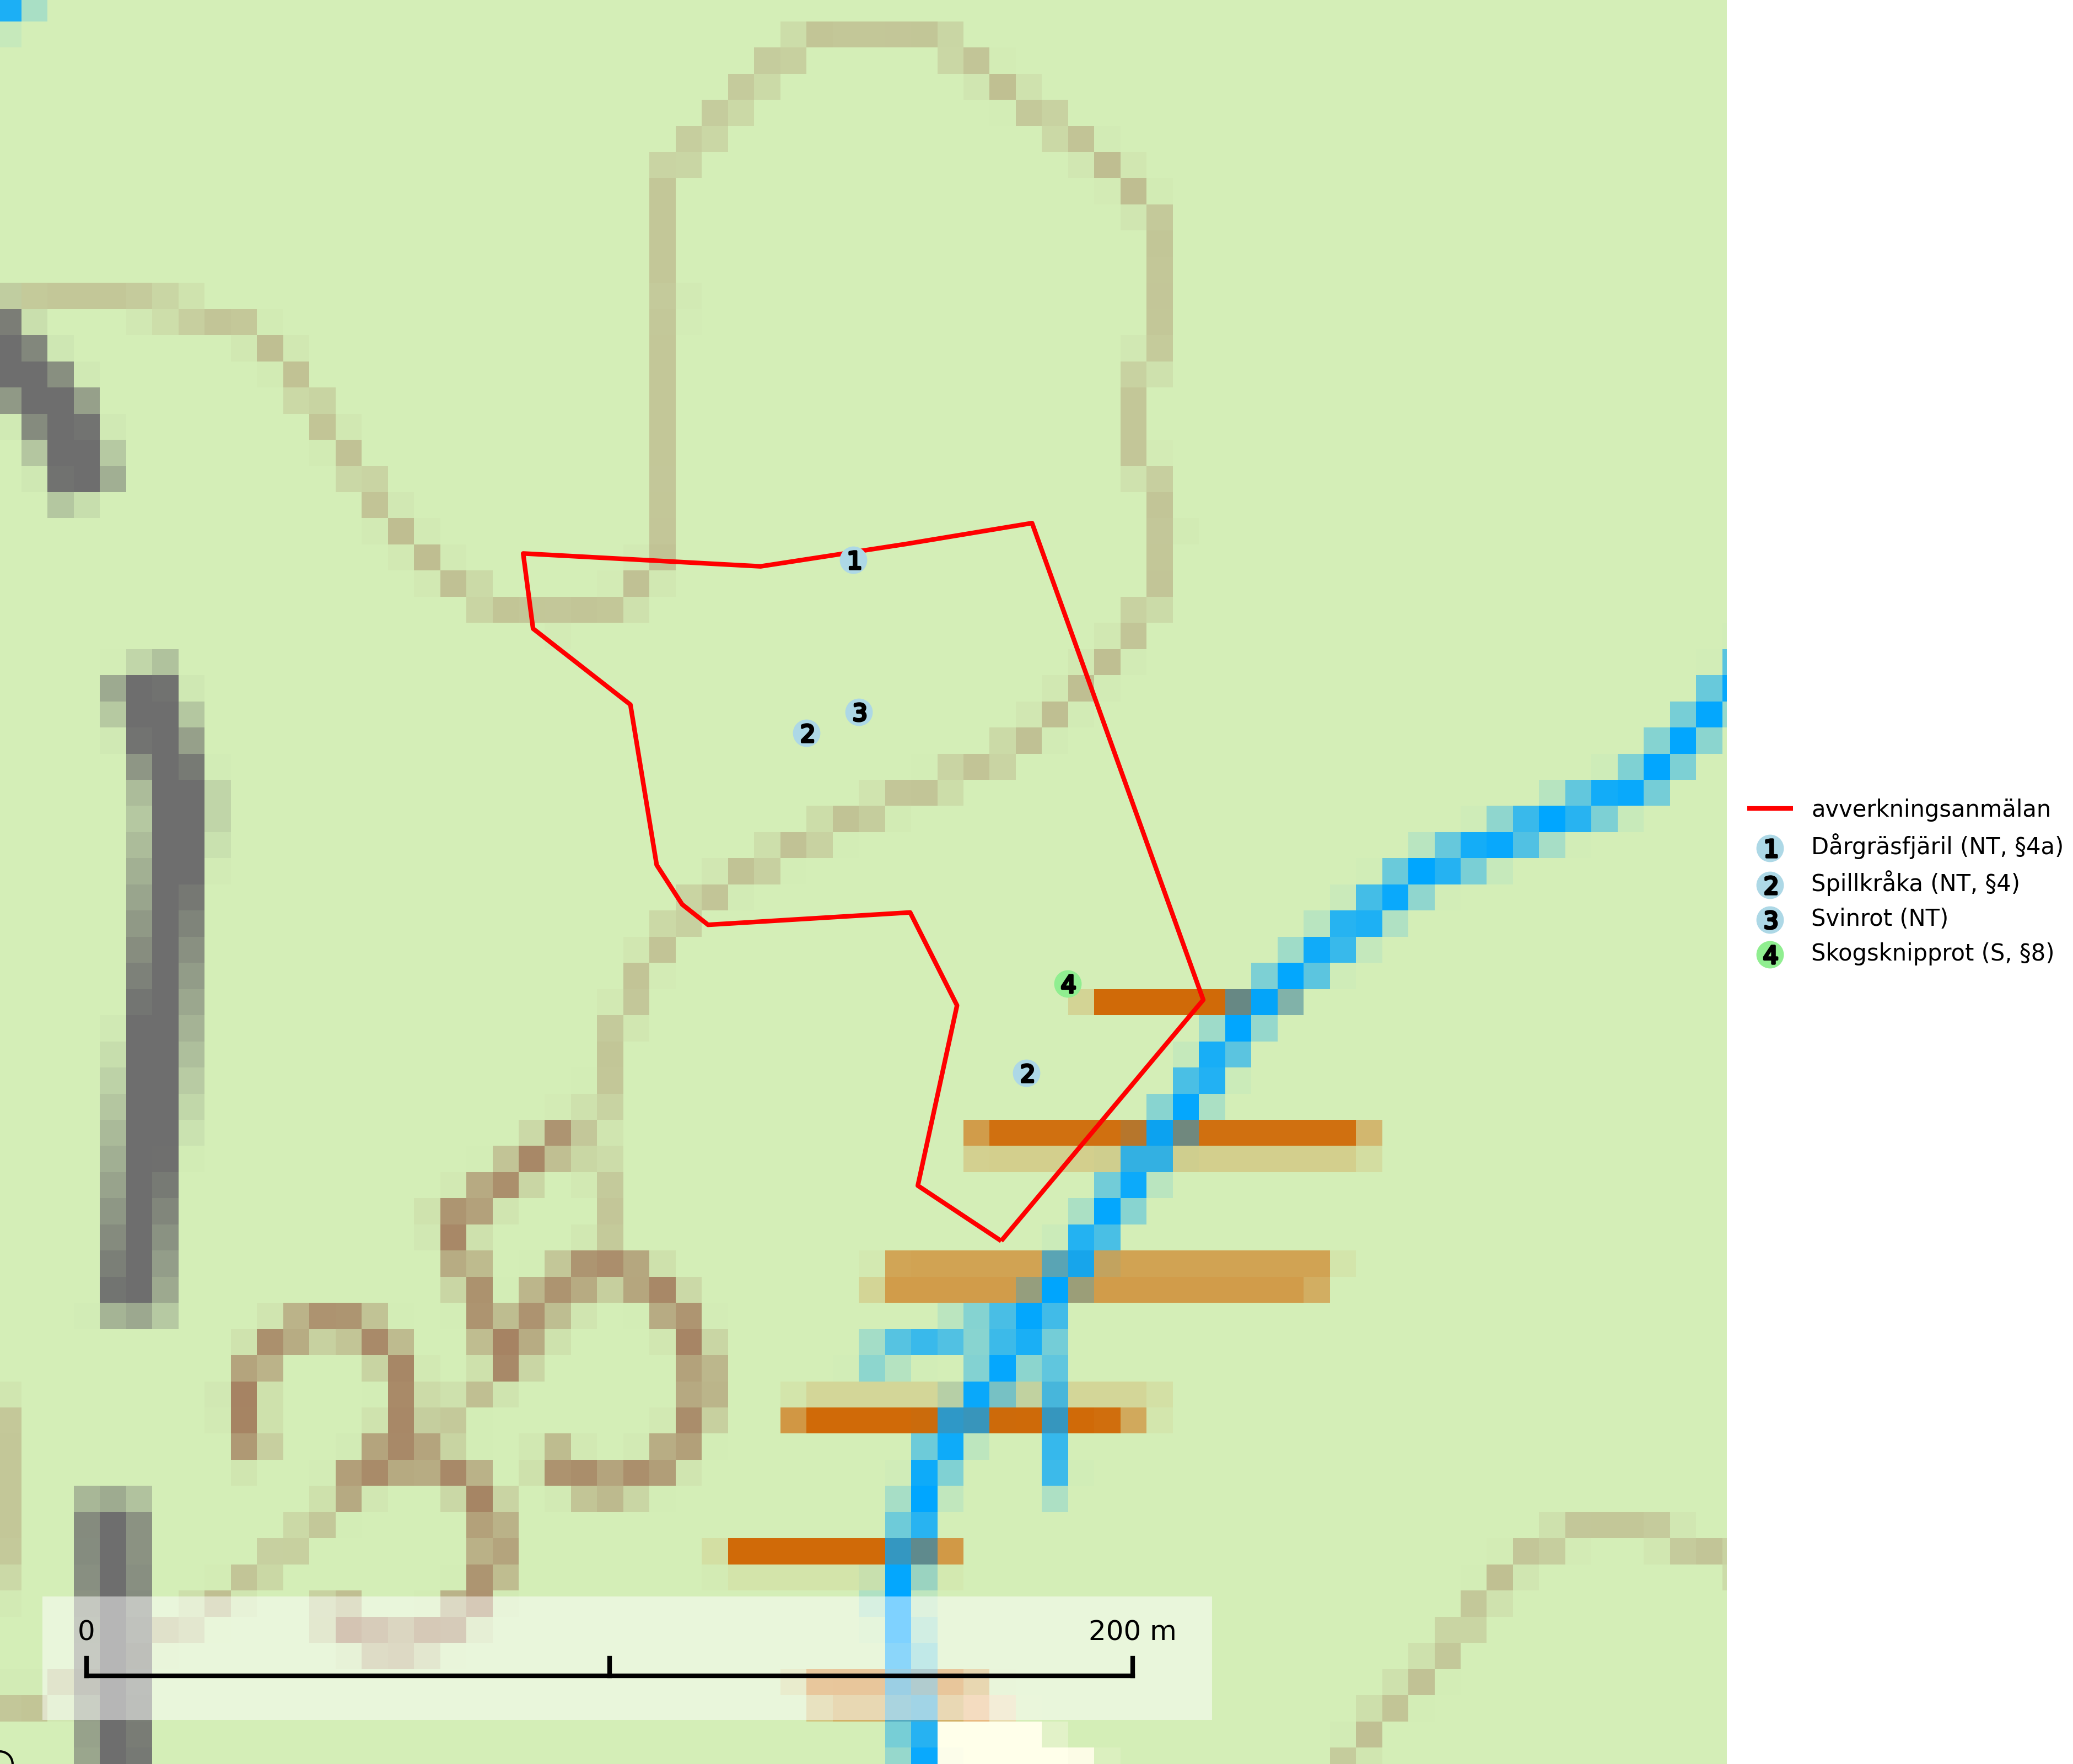 1
3
2
4
2
avverkningsanmälan
1 Dårgräsfjäril (NT, §4a)
2 Spillkråka (NT, §4)
3 Svinrot (NT)
4 Skogsknipprot (S, §8)
0 200 m